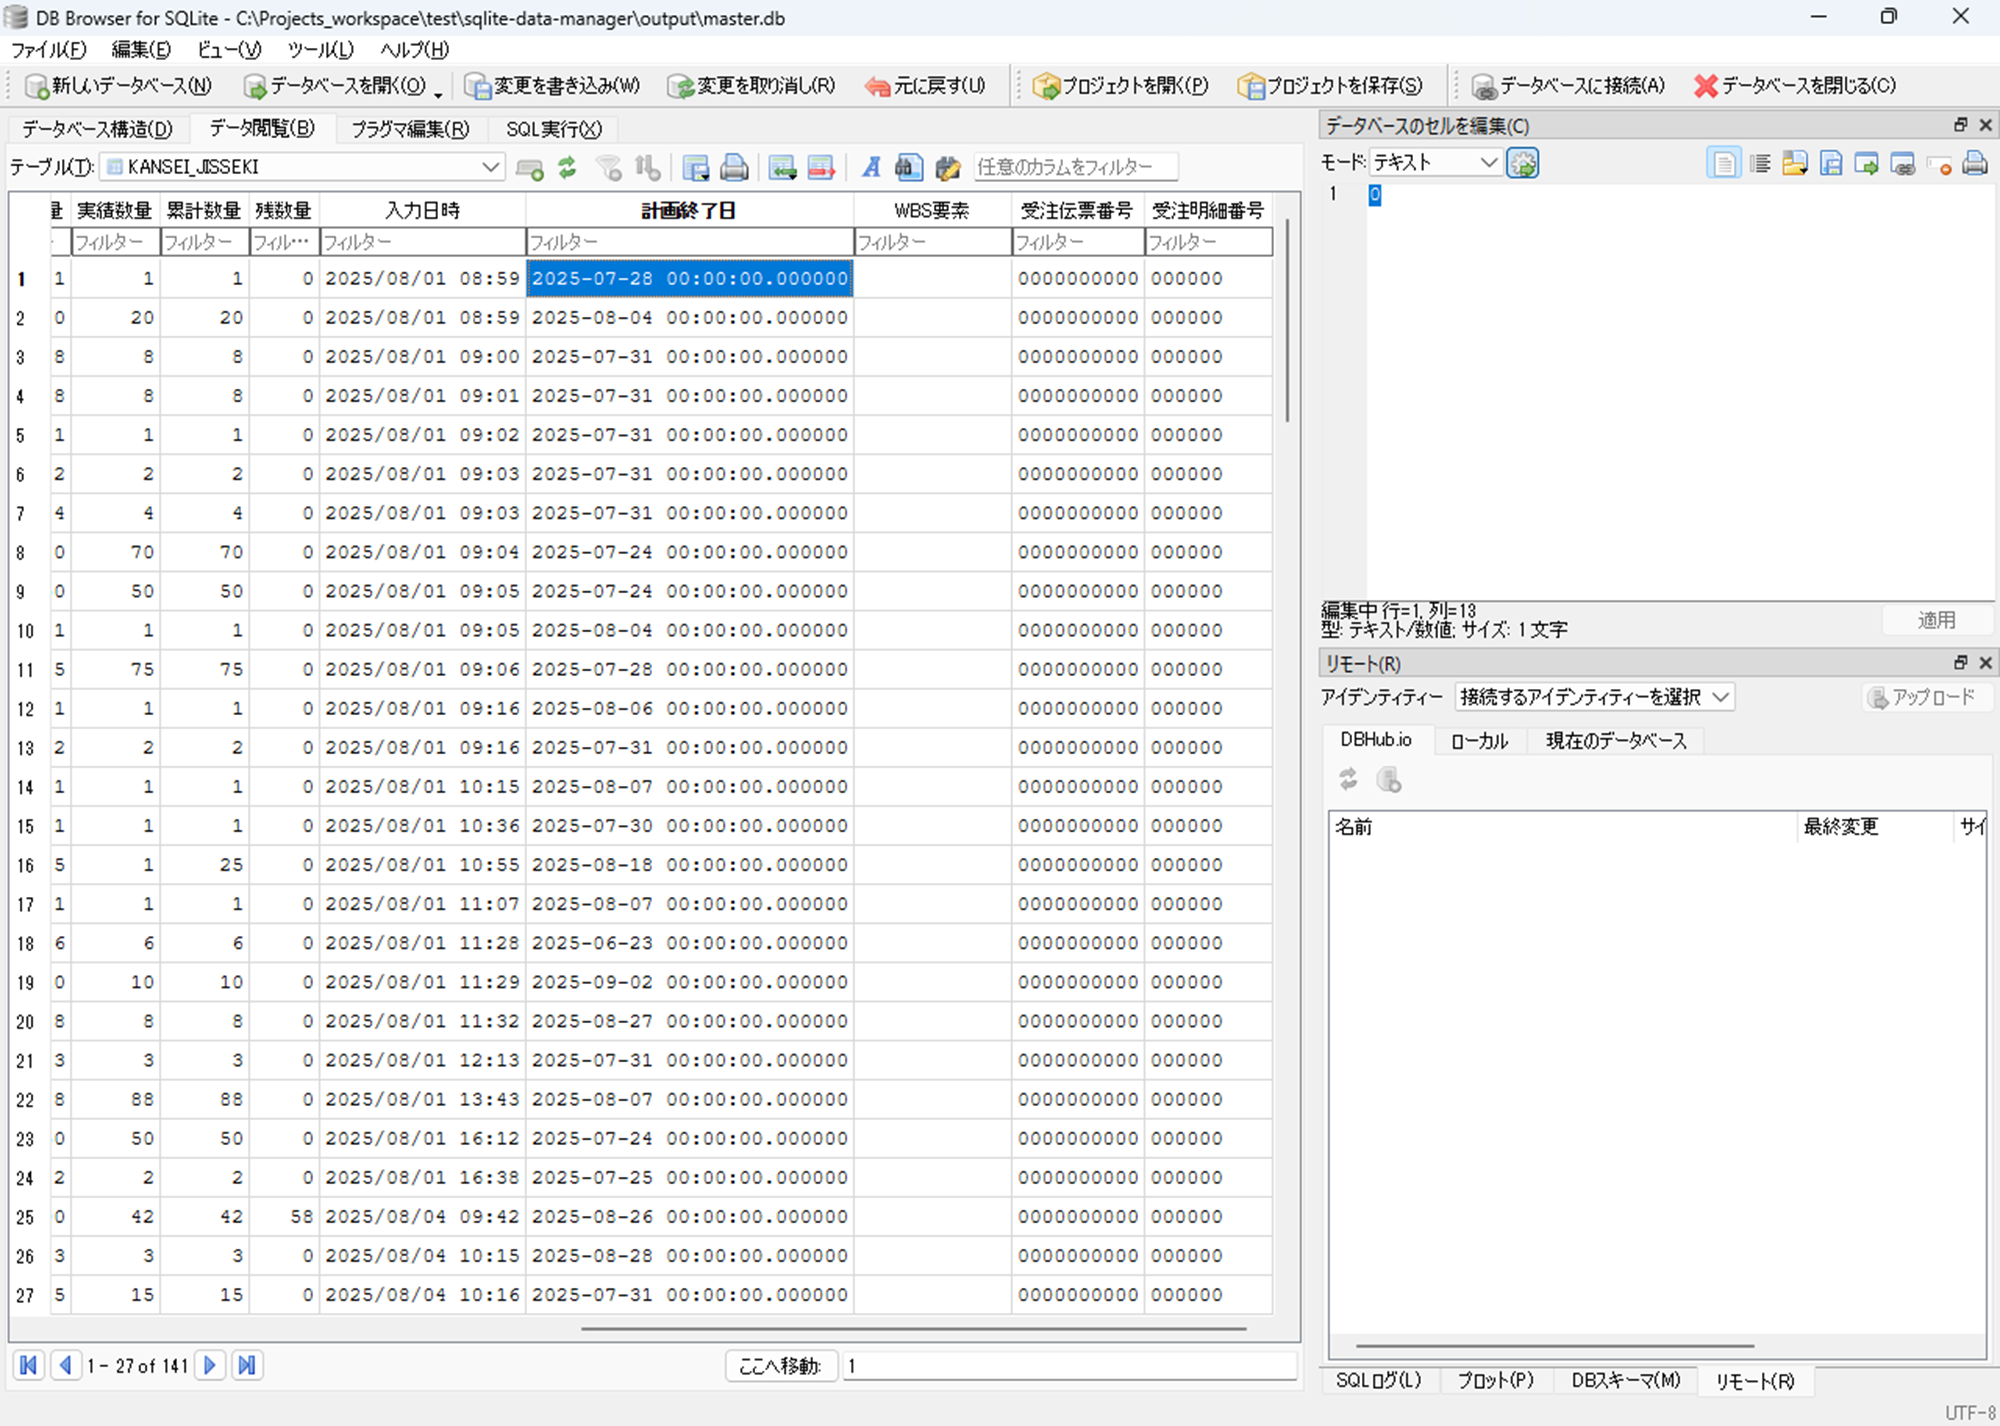 DB Browser for SQLite - C:\Projects_workspace\test\sqlite-data-manager\output\master.db
ファイル(F) 編集(E) ビュー(V) ツール(L) ヘルプ(H)
新しいデータベース(N) データベースを開く(O) 変更を書き込み(W) 変更を取り消し(R) 元に戻す(U) プロジェクトを開く(P) プロジェクトを保存(S) データベースに接続(A) データベースを閉じる(C)
データベース構造(D) データ閲覧(B) プラグマ編集(R) SQL実行(X)
テーブル(T): KANSEI_JISSEKI 任意のカラムをフィルター
量 実績数量 累計数量 残数量 入力日時 計画終了日 WBS要素 受注伝票番号 受注明細番号
フィルター フィルター フィル… フィルター フィルター フィルター フィルター フィルター
1 1 1 1 0 2025/08/01 08:59 2025-07-28 00:00:00.000000 0000000000 000000
2 0 20 20 0 2025/08/01 08:59 2025-08-04 00:00:00.000000 0000000000 000000
3 8 8 8 0 2025/08/01 09:00 2025-07-31 00:00:00.000000 0000000000 000000
4 8 8 8 0 2025/08/01 09:01 2025-07-31 00:00:00.000000 0000000000 000000
5 1 1 1 0 2025/08/01 09:02 2025-07-31 00:00:00.000000 0000000000 000000
6 2 2 2 0 2025/08/01 09:03 2025-07-31 00:00:00.000000 0000000000 000000
7 4 4 4 0 2025/08/01 09:03 2025-07-31 00:00:00.000000 0000000000 000000
8 0 70 70 0 2025/08/01 09:04 2025-07-24 00:00:00.000000 0000000000 000000
9 0 50 50 0 2025/08/01 09:05 2025-07-24 00:00:00.000000 0000000000 000000
10 1 1 1 0 2025/08/01 09:05 2025-08-04 00:00:00.000000 0000000000 000000
11 5 75 75 0 2025/08/01 09:06 2025-07-28 00:00:00.000000 0000000000 000000
12 1 1 1 0 2025/08/01 09:16 2025-08-06 00:00:00.000000 0000000000 000000
13 2 2 2 0 2025/08/01 09:16 2025-07-31 00:00:00.000000 0000000000 000000
14 1 1 1 0 2025/08/01 10:15 2025-08-07 00:00:00.000000 0000000000 000000
15 1 1 1 0 2025/08/01 10:36 2025-07-30 00:00:00.000000 0000000000 000000
16 5 1 25 0 2025/08/01 10:55 2025-08-18 00:00:00.000000 0000000000 000000
17 1 1 1 0 2025/08/01 11:07 2025-08-07 00:00:00.000000 0000000000 000000
18 6 6 6 0 2025/08/01 11:28 2025-06-23 00:00:00.000000 0000000000 000000
19 0 10 10 0 2025/08/01 11:29 2025-09-02 00:00:00.000000 0000000000 000000
20 8 8 8 0 2025/08/01 11:32 2025-08-27 00:00:00.000000 0000000000 000000
21 3 3 3 0 2025/08/01 12:13 2025-07-31 00:00:00.000000 0000000000 000000
22 8 88 88 0 2025/08/01 13:43 2025-08-07 00:00:00.000000 0000000000 000000
23 0 50 50 0 2025/08/01 16:12 2025-07-24 00:00:00.000000 0000000000 000000
24 2 2 2 0 2025/08/01 16:38 2025-07-25 00:00:00.000000 0000000000 000000
25 0 42 42 58 2025/08/04 09:42 2025-08-26 00:00:00.000000 0000000000 000000
26 3 3 3 0 2025/08/04 10:15 2025-08-28 00:00:00.000000 0000000000 000000
27 5 15 15 0 2025/08/04 10:16 2025-07-31 00:00:00.000000 0000000000 000000
1 - 27 of 141 ここへ移動: 1
データベースのセルを編集(C)
モード: テキスト
1 0
編集中 行=1, 列=13
型: テキスト/数値; サイズ: 1 文字
適用
リモート(R)
アイデンティティー 接続するアイデンティティーを選択 アップロード
DBHub.io ローカル 現在のデータベース
名前 最終変更 サイ
SQLログ(L) プロット(P) DBスキーマ(M) リモート(R)
UTF-8